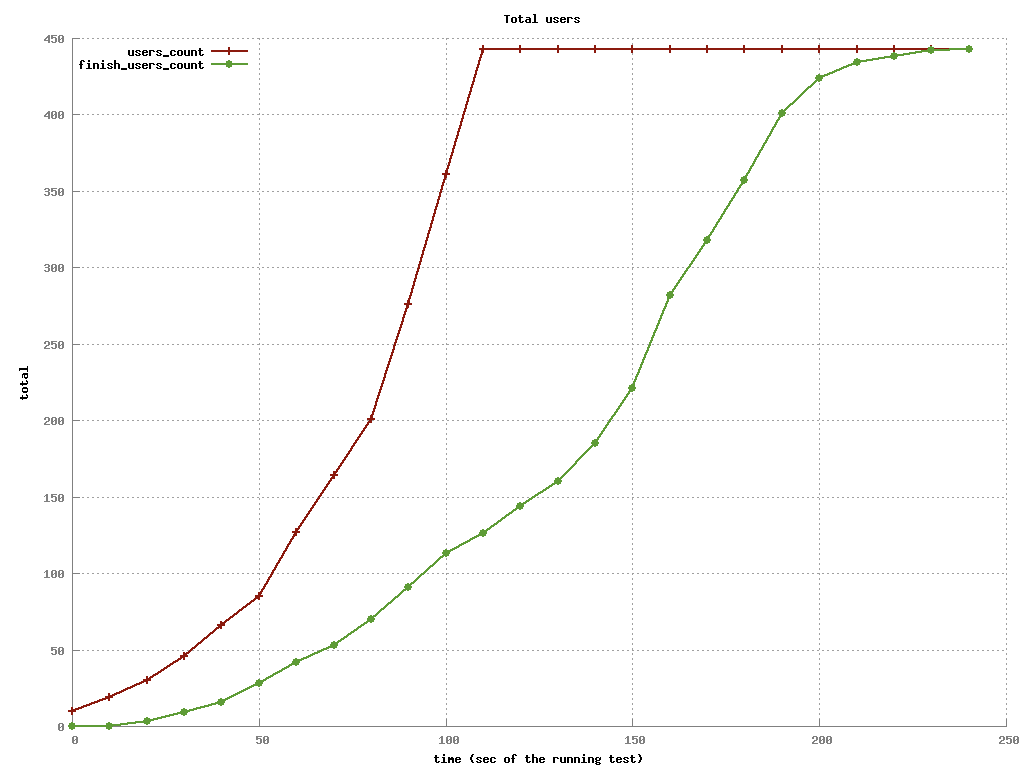 Total users
users_count
finish_users_count
450
400
350
300
250
200
150
100
50
0
total
0 50 100 150 200 250
time (sec of the running test)